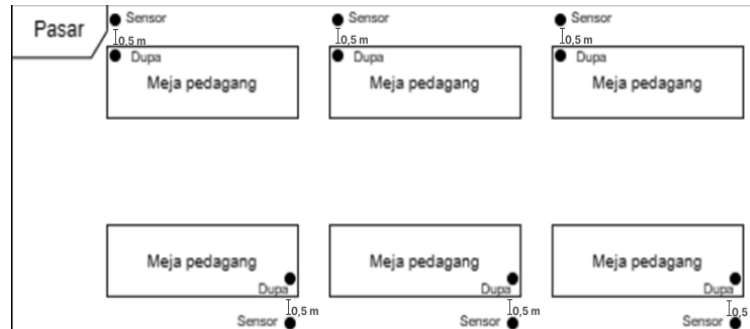 Pasar
Sensor Sensor Sensor
0,5 m 0,5 m 0,5 m
Dupa Dupa Dupa
Meja pedagang Meja pedagang Meja pedagang
Meja pedagang Meja pedagang Meja pedagang
Dupa Dupa Dupa
0,5 m 0,5 m 0,5
Sensor Sensor Sensor